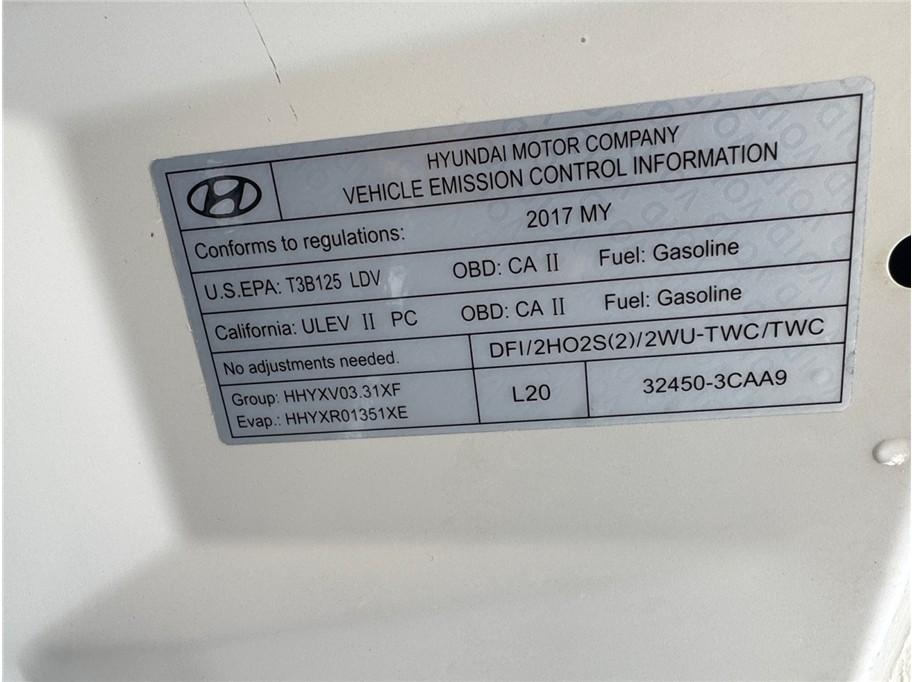 HYUNDAI MOTOR COMPANY
VEHICLE EMISSION CONTROL INFORMATION
Conforms to regulations: 2017 MY
U.S.EPA: T3B125 LDV OBD: CA II Fuel: Gasoline
California: ULEV II PC OBD: CA II Fuel: Gasoline
No adjustments needed. DFI/2HO2S(2)/2WU-TWC/TWC
Group: HHYXV03.31XF
Evap.: HHYXR01351XE
L20
32450-3CAA9
VOID